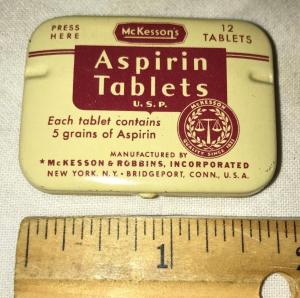 PRESS
HERE
McKesson's
12
TABLETS
Aspirin
Tablets
U.S.P.
Each tablet contains
5 grains of Aspirin
McKESSON
MANUFACTURED BY
*McKESSON & ROBBINS, INCORPORATED
NEW YORK, N.Y. • BRIDGEPORT, CONN., U.S.A.
1
2